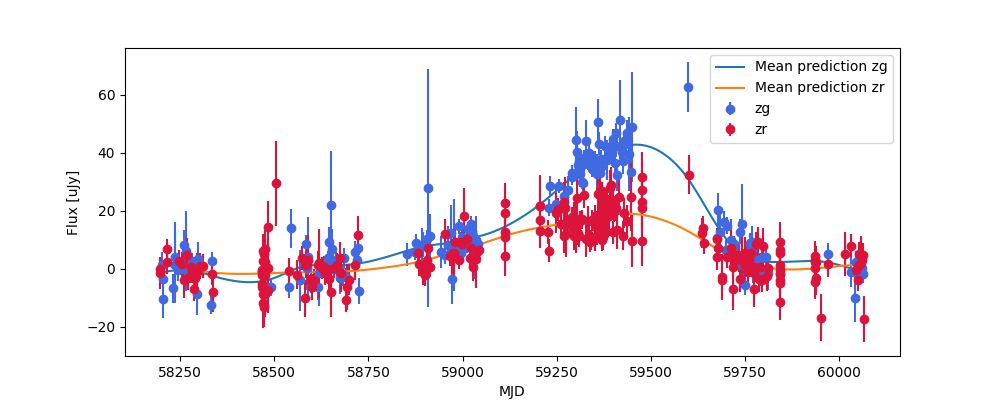 Mean prediction zg
Mean prediction zr
zg
zr
60
40
20
0
−20
Flux [uJy]
58250 58500 58750 59000 59250 59500 59750 60000
MJD